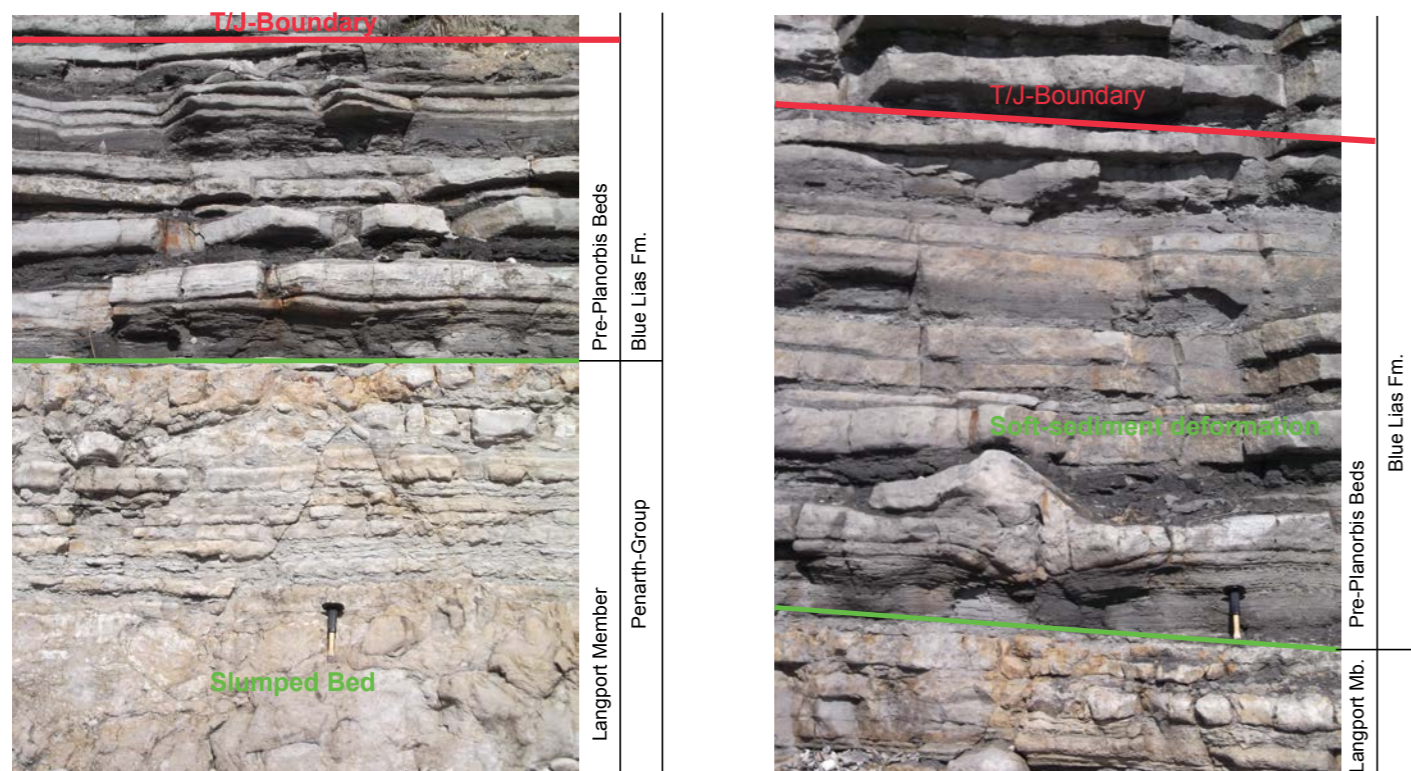 T/J-Boundary
Pre-Planorbis Beds
Blue Lias Fm.
Langport Member
Penarth-Group
Slumped Bed
T/J-Boundary
Soft-sediment deformation
Pre-Planorbis Beds
Blue Lias Fm.
Langport Mb.